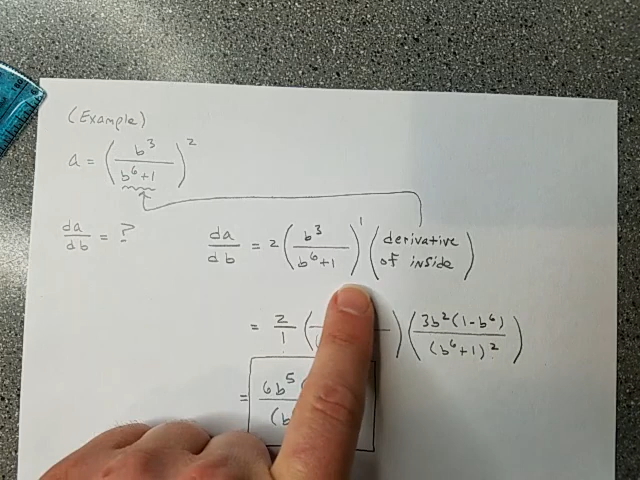 (Example)
a = (b³/(b⁶+1))²
da/db = ?
da/db = 2(b³/(b⁶+1))¹(derivative of inside)
= 2/1 ( )(3b²(1-b⁶)/(b⁶+1)²)
= 6b⁵( /(b